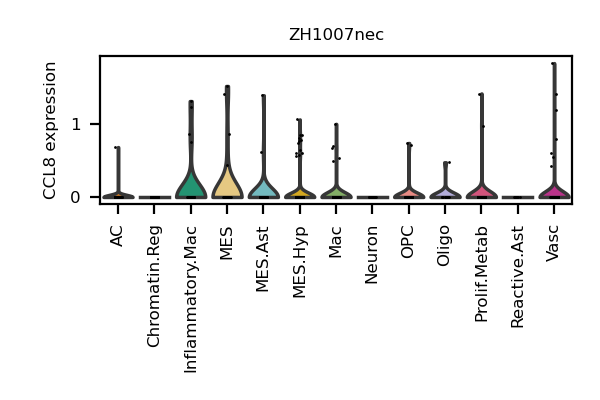 ZH1007nec
CCL8 expression
1
0
AC
Chromatin.Reg
Inflammatory.Mac
MES
MES.Ast
MES.Hyp
Mac
Neuron
OPC
Oligo
Prolif.Metab
Reactive.Ast
Vasc